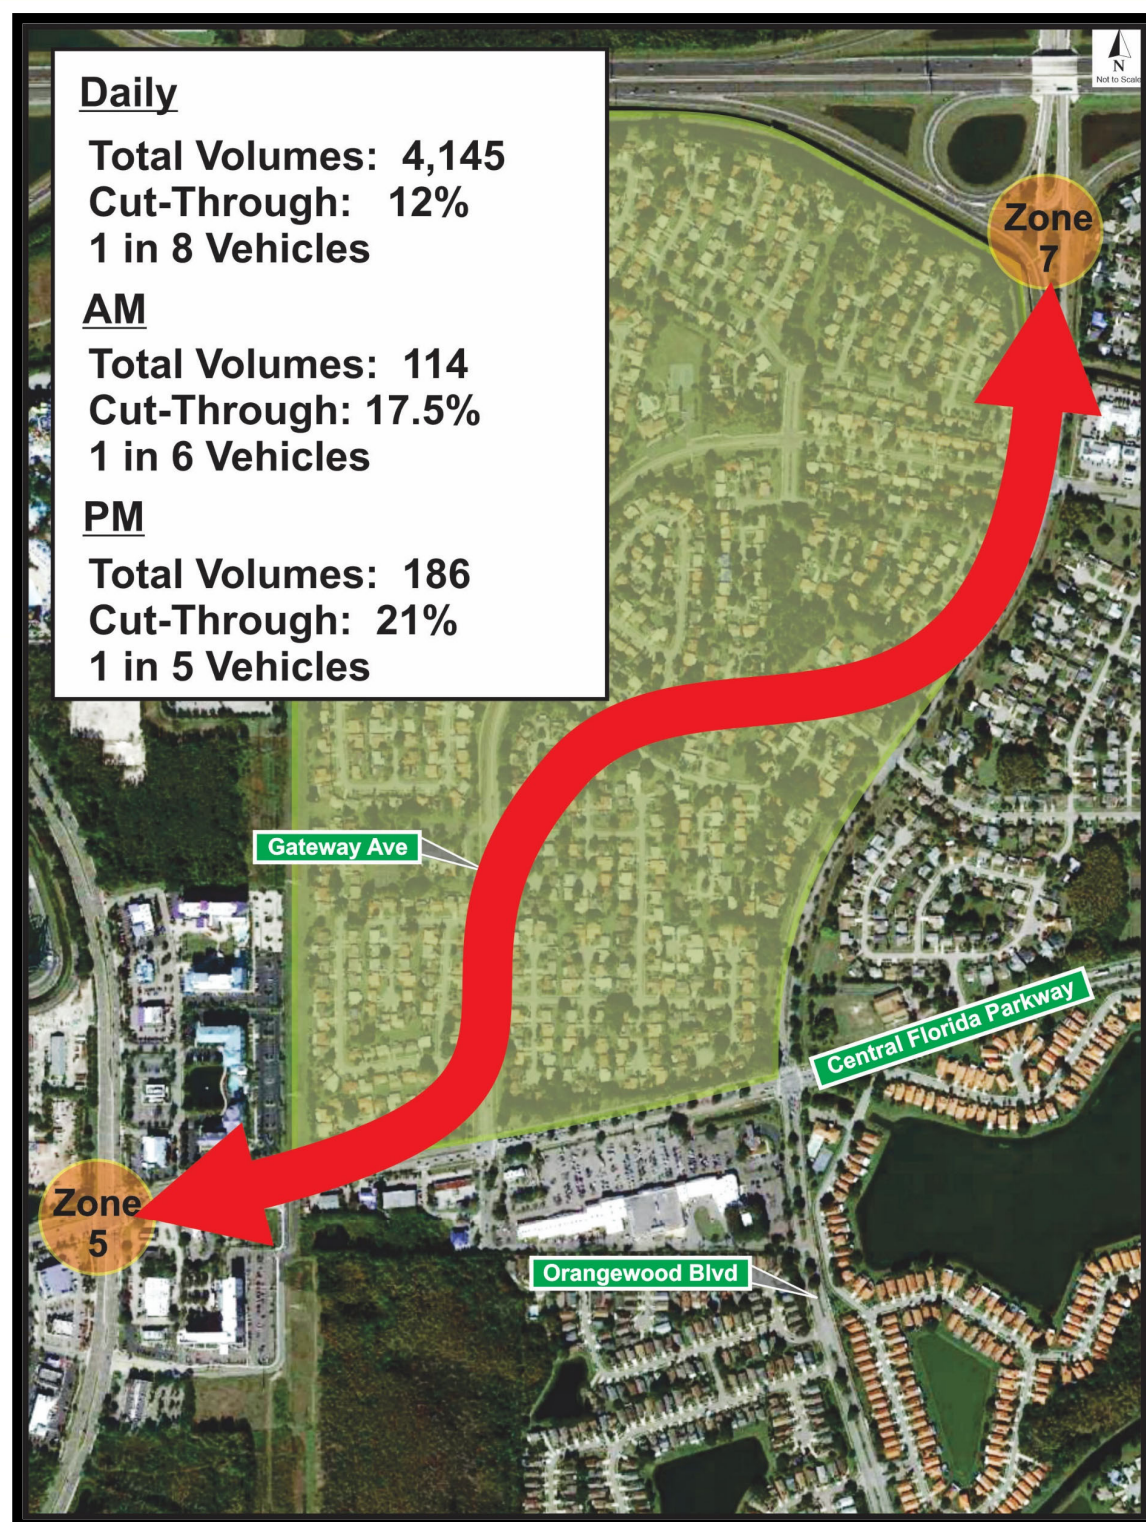 Daily
Total Volumes: 4,145
Cut-Through: 12%
1 in 8 Vehicles
AM
Total Volumes: 114
Cut-Through: 17.5%
1 in 6 Vehicles
PM
Total Volumes: 186
Cut-Through: 21%
1 in 5 Vehicles
N
Not to Scale
Zone
7
Gateway Ave
Central Florida Parkway
Zone
5
Orangewood Blvd